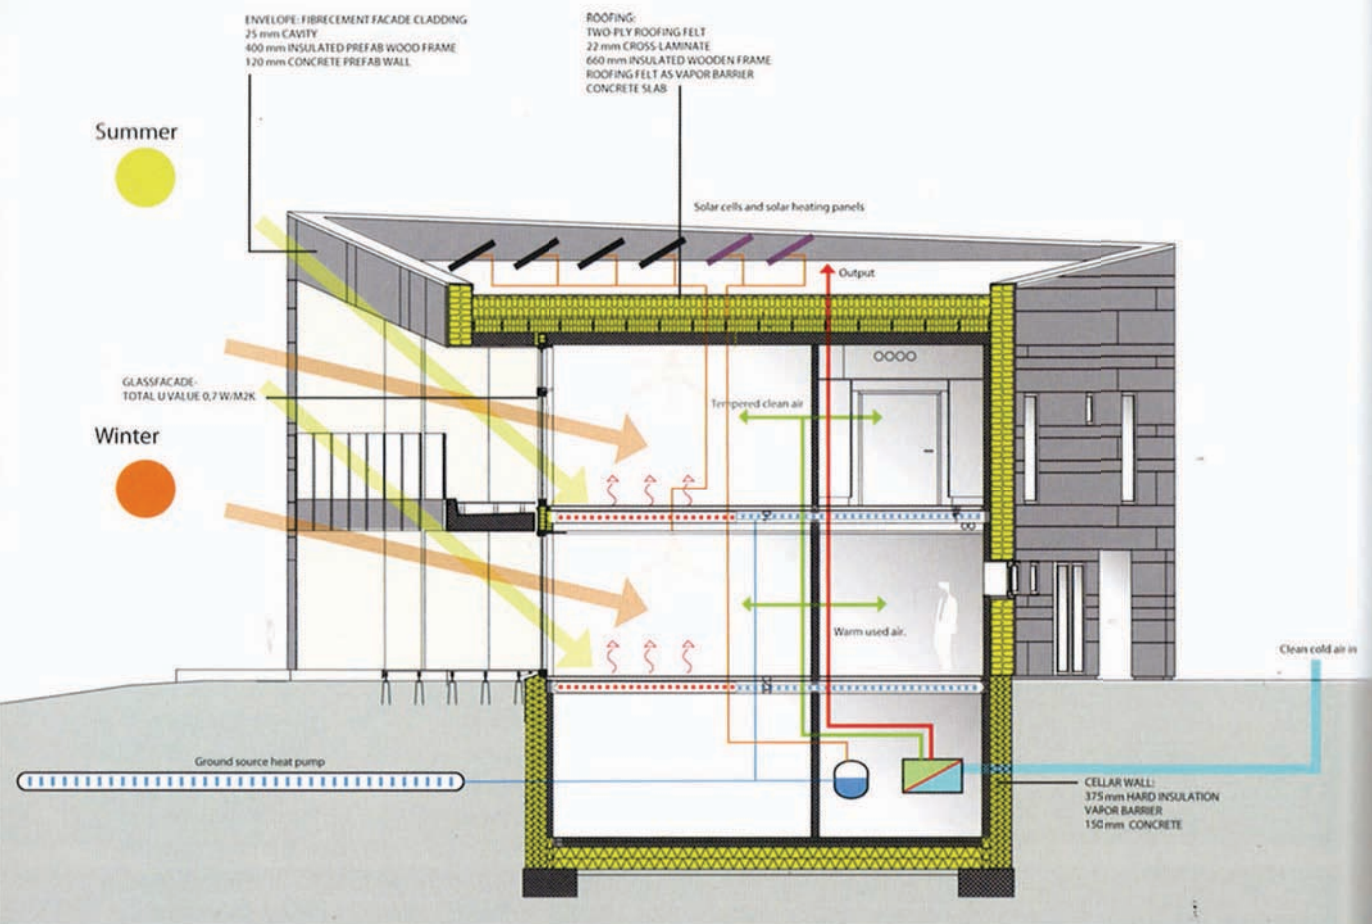 ENVELOPE: FIBRECEMENT FACADE CLADDING
25 mm CAVITY
400 mm INSULATED PREFAB WOOD FRAME
120 mm CONCRETE PREFAB WALL
ROOFING:
TWO-PLY ROOFING FELT
22 mm CROSS-LAMINATE
660 mm INSULATED WOODEN FRAME
ROOFING FELT AS VAPOR BARRIER
CONCRETE SLAB
Summer
Solar cells and solar heating panels
Output
GLASSFACADE-
TOTAL U VALUE 0,7 W/M2K
Tempered clean air
Winter
Warm used air.
Clean cold air in
Ground source heat pump
CELLAR WALL:
375 mm HARD INSULATION
VAPOR BARRIER
150 mm CONCRETE